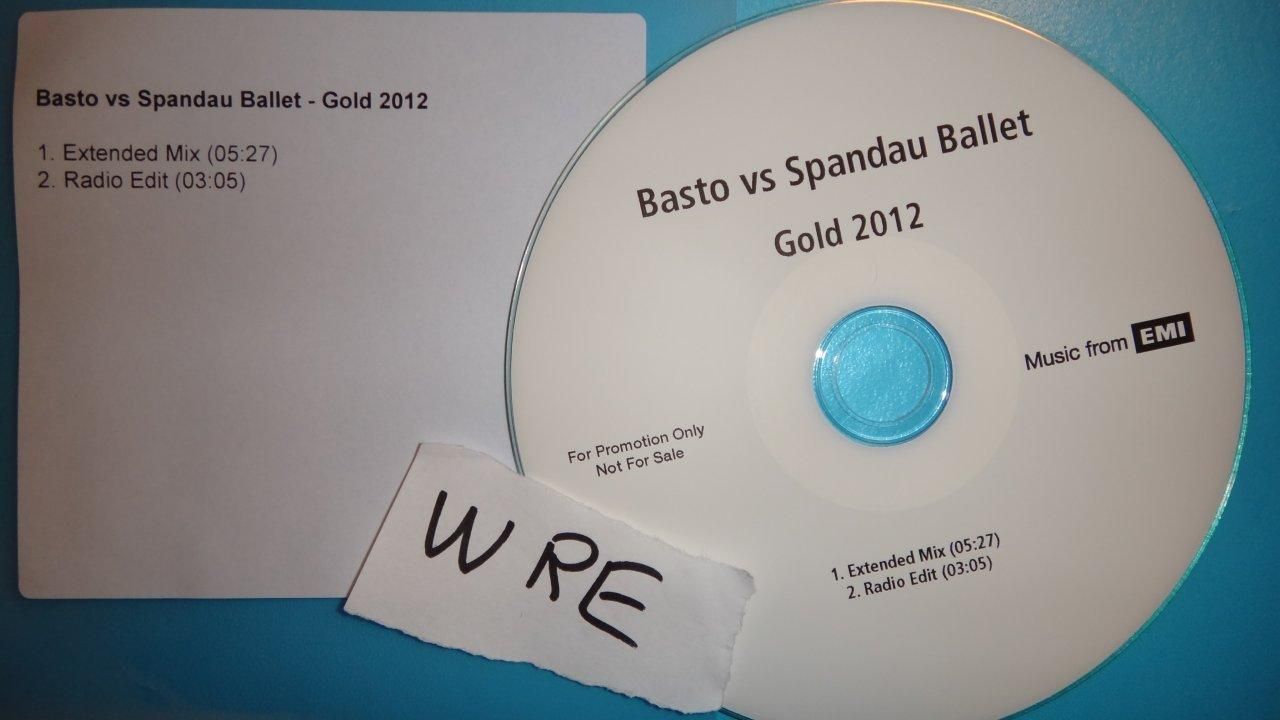 Basto vs Spandau Ballet - Gold 2012
1. Extended Mix (05:27)
2. Radio Edit (03:05)
Basto vs Spandau Ballet
Gold 2012
Music from EMI
For Promotion Only
Not For Sale
1. Extended Mix (05:27)
2. Radio Edit (03:05)
WRE